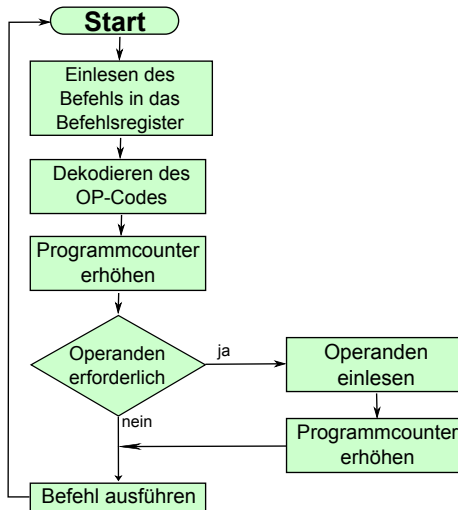 Start
Einlesen des
Befehls in das
Befehlsregister
Dekodieren des
OP-Codes
Programmcounter
erhöhen
Operanden
erforderlich
ja
nein
Operanden
einlesen
Programmcounter
erhöhen
Befehl ausführen